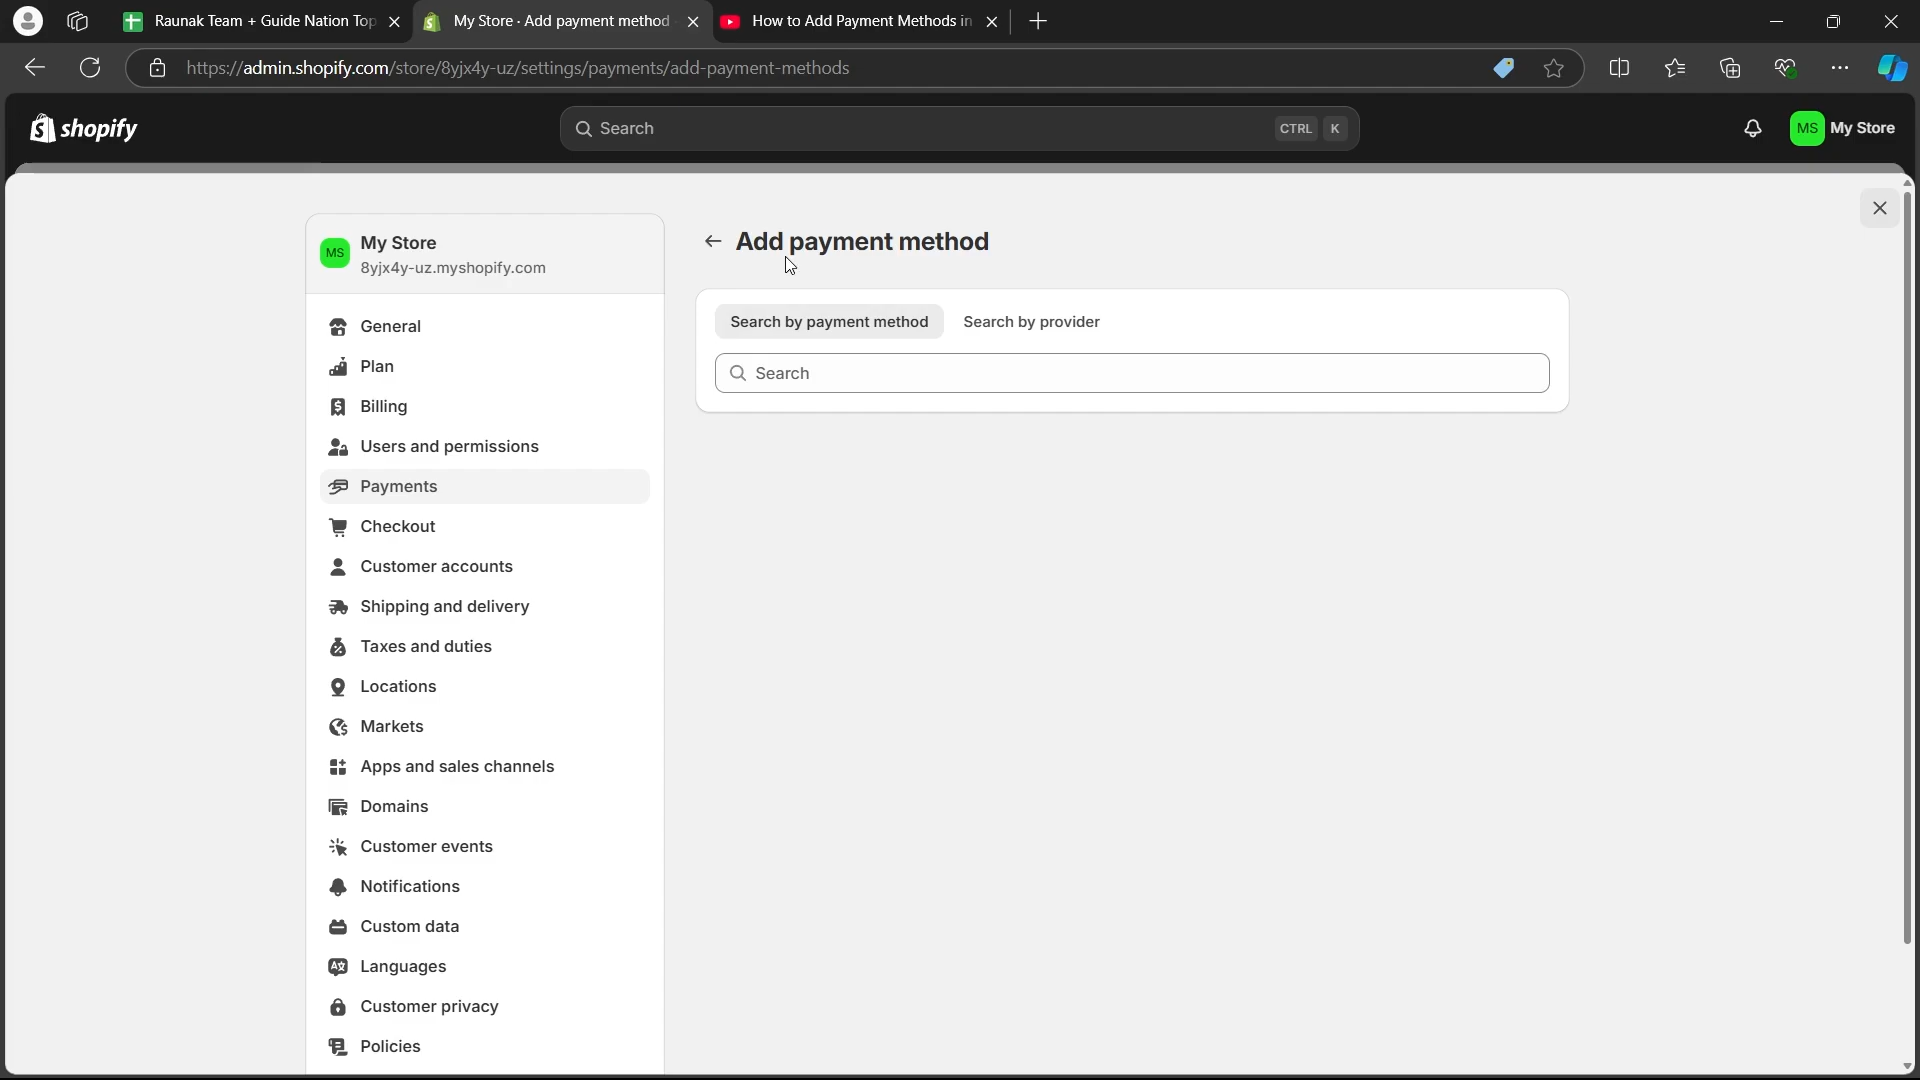 Raunak Team + Guide Nation Top
My Store · Add payment method
How to Add Payment Methods in
https://admin.shopify.com/store/8yjx4y-uz/settings/payments/add-payment-methods
shopify
Search
CTRL K
MS My Store
MS
My Store
8yjx4y-uz.myshopify.com
General
Plan
Billing
Users and permissions
Payments
Checkout
Customer accounts
Shipping and delivery
Taxes and duties
Locations
Markets
Apps and sales channels
Domains
Customer events
Notifications
Custom data
Languages
Customer privacy
Policies
Add payment method
Search by payment method Search by provider
Search